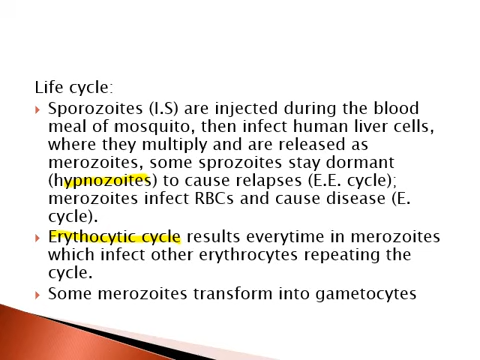 Life cycle:
Sporozoites (I.S) are injected during the blood
meal of mosquito, then infect human liver cells,
where they multiply and are released as
merozoites, some sprozoites stay dormant
(hypnozoites) to cause relapses (E.E. cycle);
merozoites infect RBCs and cause disease (E.
cycle).
Erythocytic cycle results everytime in merozoites
which infect other erythrocytes repeating the
cycle.
Some merozoites transform into gametocytes